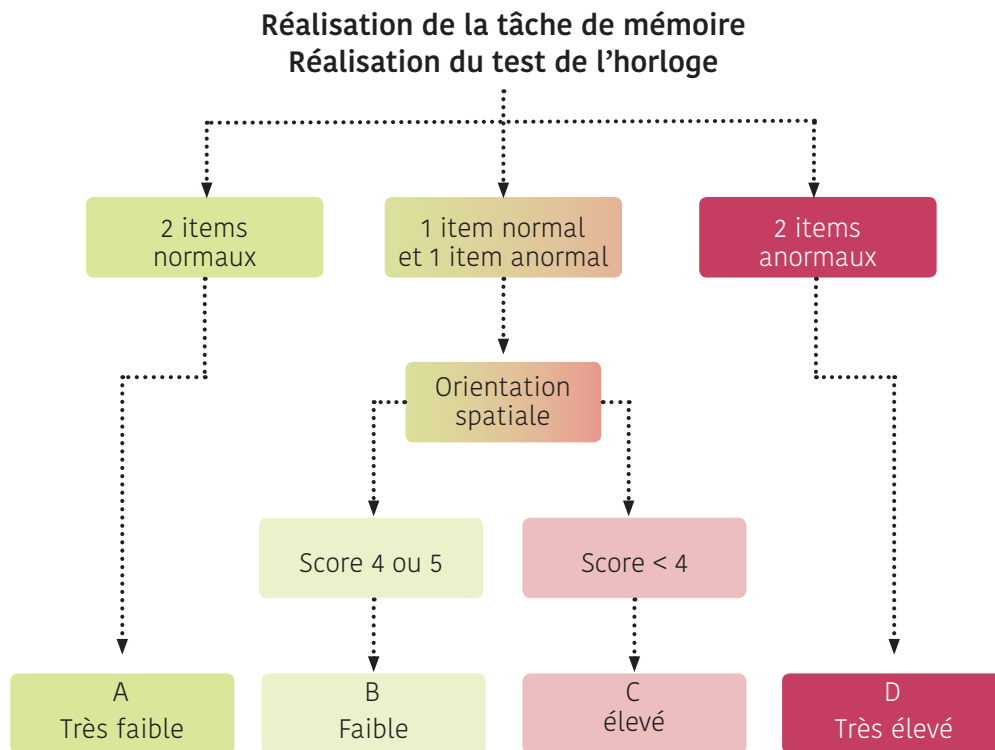 Réalisation de la tâche de mémoire
Réalisation du test de l’horloge
2 items
normaux
1 item normal
et 1 item anormal
2 items
anormaux
Orientation
spatiale
Score 4 ou 5
Score < 4
A
Très faible
B
Faible
C
élevé
D
Très élevé